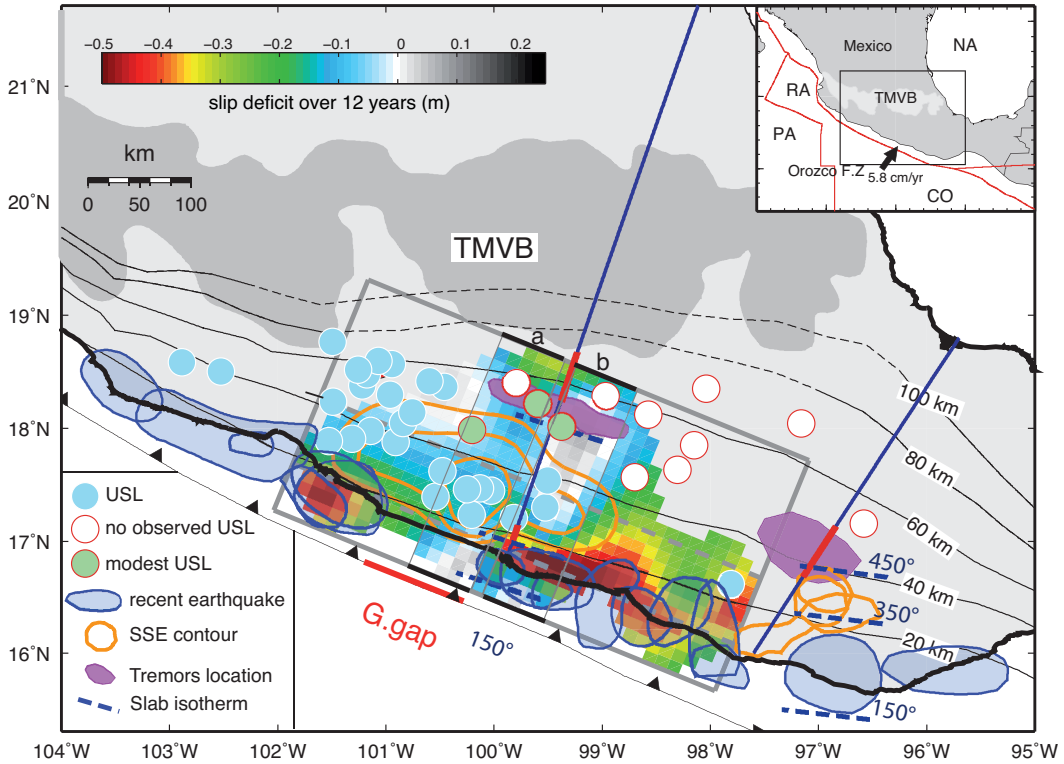 21°N
20°N
19°N
18°N
17°N
16°N
−0.5 −0.4 −0.3 −0.2 −0.1 0 0.1 0.2
slip deficit over 12 years (m)
km
0 50 100
TMVB
a
b
Mexico
NA
RA
TMVB
PA
Orozco F.Z
5.8 cm/yr
CO
100 km
80 km
60 km
40 km
20 km
450°
350°
150°
G.gap
150°
USL
no observed USL
modest USL
recent earthquake
SSE contour
Tremors location
Slab isotherm
104°W 103°W 102°W 101°W 100°W 99°W 98°W 97°W 96°W 95°W